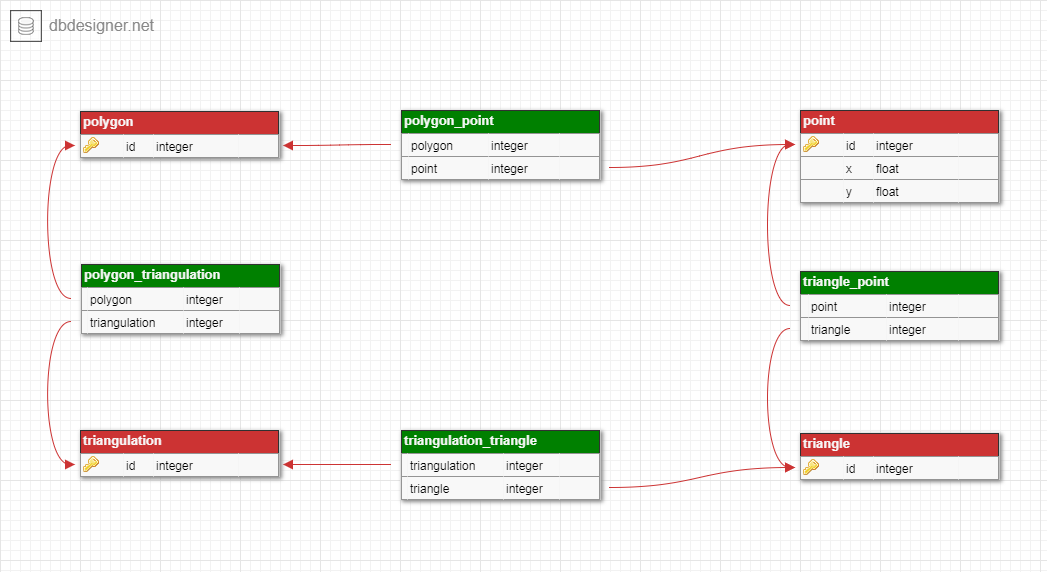 dbdesigner.net
polygon
id integer
polygon_point
polygon integer
point integer
point
id integer
x float
y float
polygon_triangulation
polygon integer
triangulation integer
triangle_point
point integer
triangle integer
triangulation
id integer
triangulation_triangle
triangulation integer
triangle integer
triangle
id integer